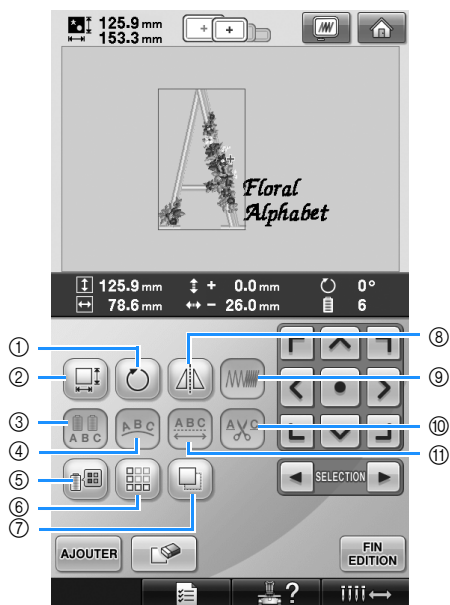 125.9 mm
153.3 mm
Floral
Alphabet
125.9 mm + 0.0 mm 0°
78.6 mm - 26.0 mm 6
① ⑧
② ⑨
③ A B C
④ A B C
A B C ⑪
A C ⑩
⑤
⑥
⑦
SELECTION
AJOUTER
FIN
EDITION
?